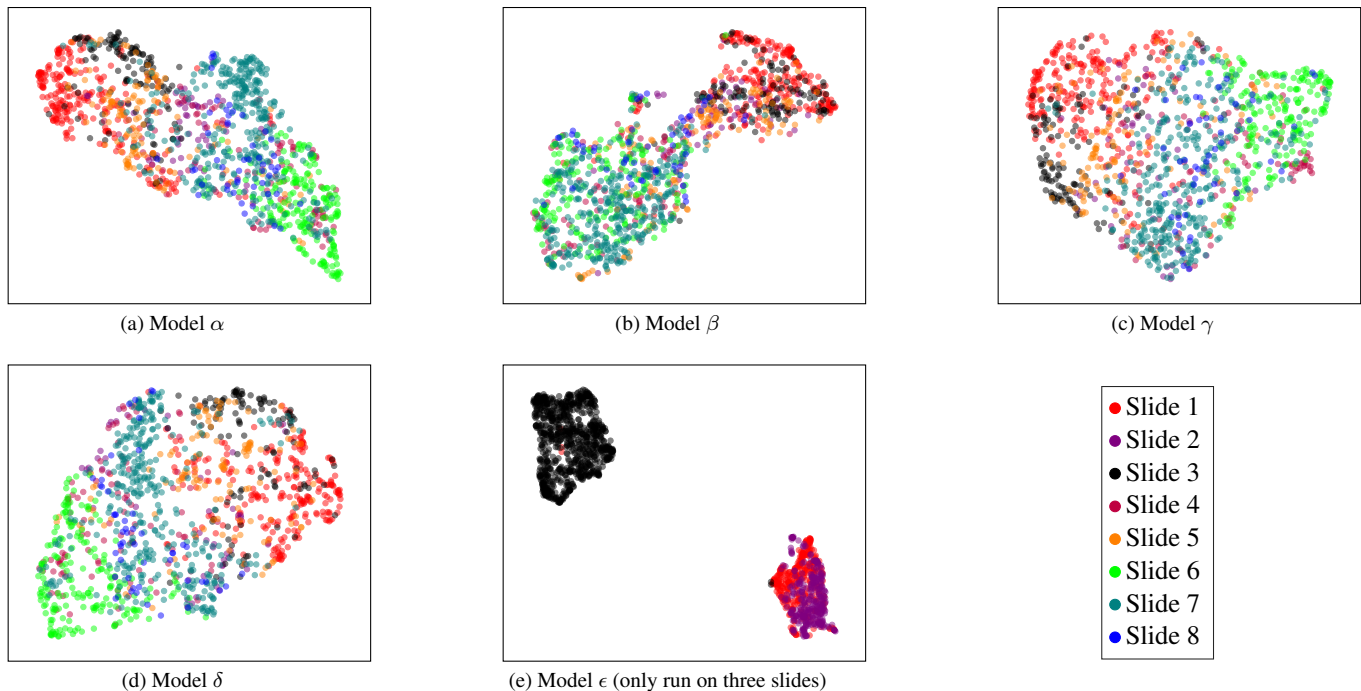 (a) Model α
(b) Model β
(c) Model γ
(d) Model δ
(e) Model ϵ (only run on three slides)
Slide 1
Slide 2
Slide 3
Slide 4
Slide 5
Slide 6
Slide 7
Slide 8